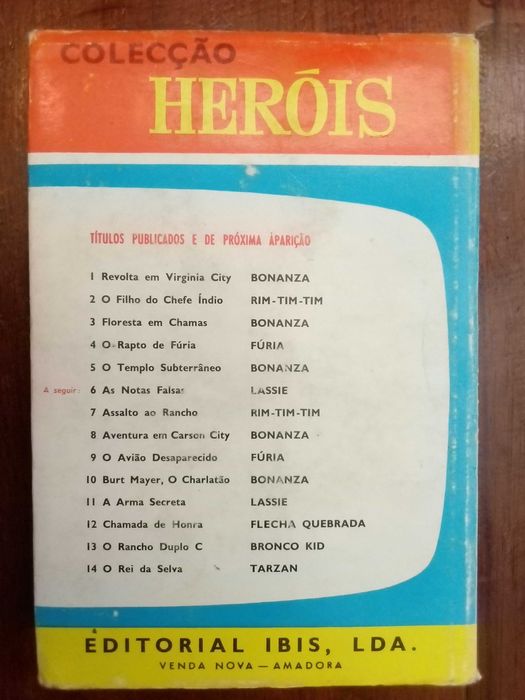 COLECÇÃO
HERÓIS
TÍTULOS PUBLICADOS E DE PRÓXIMA ÀPARIÇÃO
1 Revolta em Virginia City BONANZA
2 O Filho do Chefe Índio RIM-TIM-TIM
3 Floresta em Chamas BONANZA
4 O Rapto de Fúria FÚRIA
5 O Templo Subterrâneo BONANZA
A seguir: 6 As Notas Falsas LASSIE
7 Assalto ao Rancho RIM-TIM-TIM
8 Aventura em Carson City BONANZA
9 O Avião Desaparecido FÚRIA
10 Burt Mayer, O Charlatão BONANZA
11 A Arma Secreta LASSIE
12 Chamada de Honra FLECHA QUEBRADA
13 O Rancho Duplo C BRONCO KID
14 O Rei da Selva TARZAN
EDITORIAL IBIS, LDA.
VENDA NOVA — AMADORA